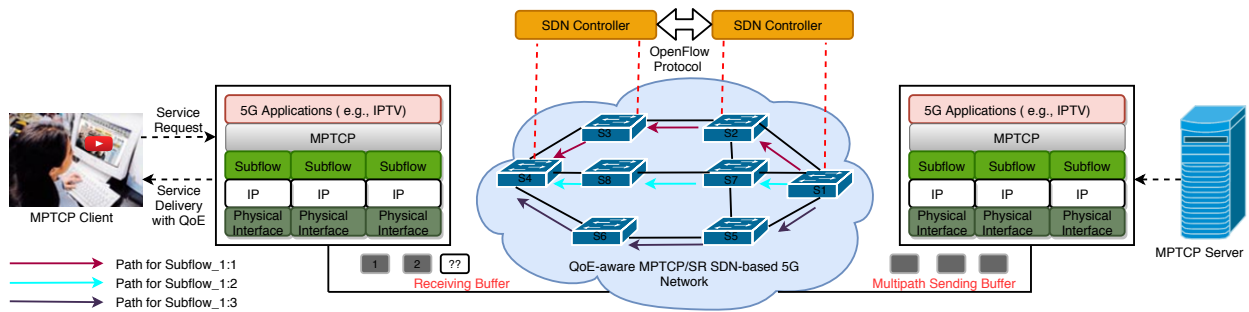 SDN Controller
SDN Controller
OpenFlow
Protocol
5G Applications ( e.g., IPTV)
MPTCP
Subflow
Subflow
Subflow
IP
IP
IP
Physical
Interface
Physical
Interface
Physical
Interface
Service
Request
Service
Delivery
with QoE
MPTCP Client
S3
S2
S4
S8
S7
S1
S6
S5
QoE-aware MPTCP/SR SDN-based 5G
Network
5G Applications ( e.g., IPTV)
MPTCP
Subflow
Subflow
Subflow
IP
IP
IP
Physical
Interface
Physical
Interface
Physical
Interface
MPTCP Server
Path for Subflow_1:1
Path for Subflow_1:2
Path for Subflow_1:3
1
2
??
Receiving Buffer
Multipath Sending Buffer